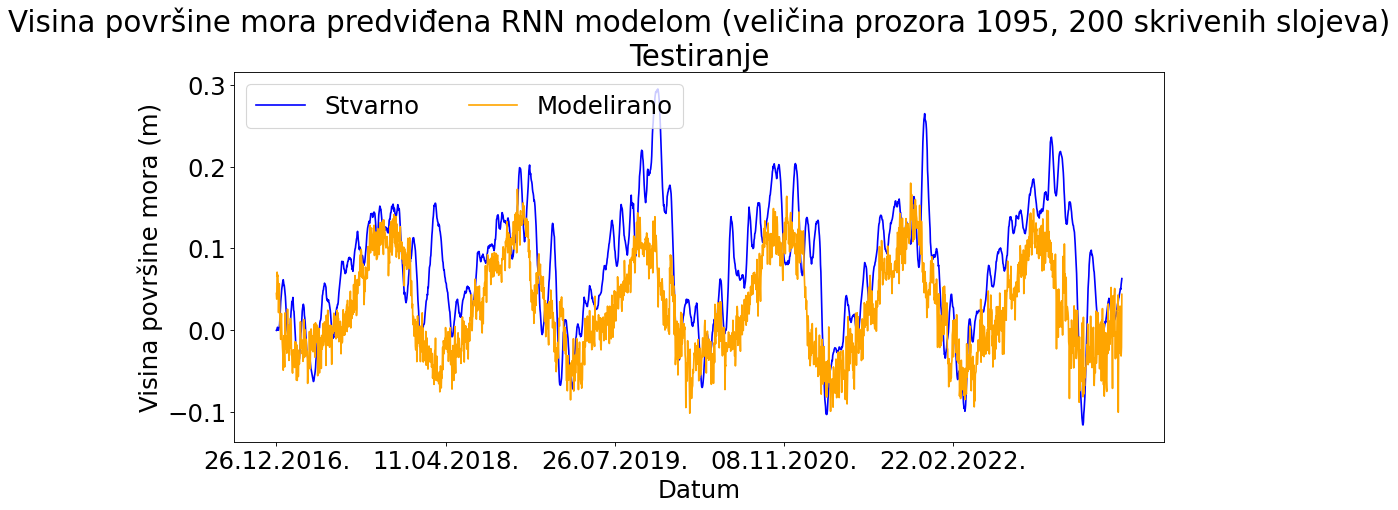 Visina površine mora predviđena RNN modelom (veličina prozora 1095, 200 skrivenih slojeva)
Testiranje
Stvarno
Modelirano
Visina površine mora (m)
0.3
0.2
0.1
0.0
−0.1
26.12.2016.
11.04.2018.
26.07.2019.
08.11.2020.
22.02.2022.
Datum